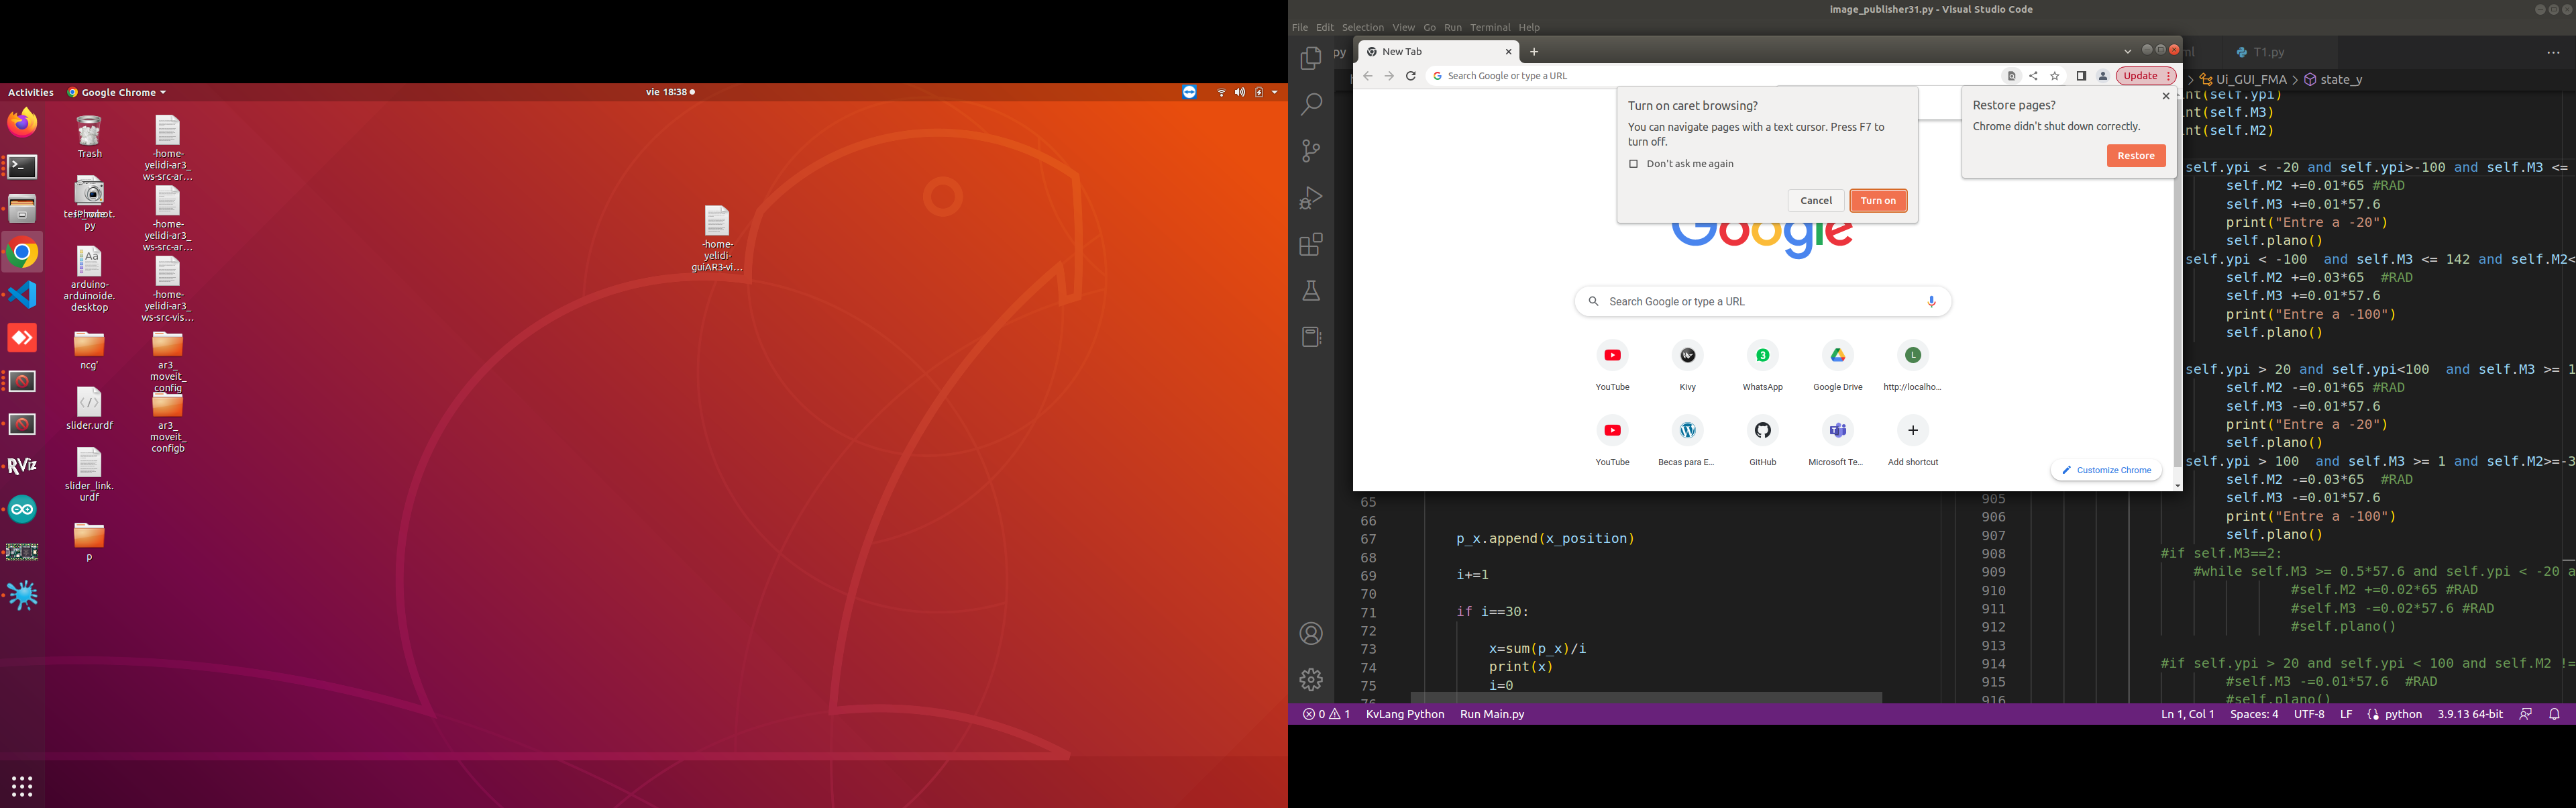 Activities
Google Chrome
vie 18:38
Trash
test_robot.
py
arduino-
arduinoide.
desktop
ncg'
slider.urdf
slider_link.
urdf
p
-home-
yelidi-ar3_
ws-src-ar...
-home-
yelidi-ar3_
ws-src-ar...
-home-
yelidi-ar3_
ws-src-vis...
ar3_
moveit_
config
ar3_
moveit_
configb
-home-
yelidi-
guiAR3-vi...
RViz
image_publisher31.py - Visual Studio Code
File Edit Selection View Go Run Terminal Help
py
New Tab
Search Google or type a URL
Update
Turn on caret browsing?
You can navigate pages with a text cursor. Press F7 to
turn off.
Don't ask me again
Cancel
Turn on
Restore pages?
Chrome didn't shut down correctly.
Restore
Google
Search Google or type a URL
YouTube
Kivy
WhatsApp
Google Drive
http://localho...
YouTube
Becas para E...
GitHub
Microsoft Te...
Add shortcut
Customize Chrome
65
66
67 p_x.append(x_position)
68
69 i+=1
70
71 if i==30:
72
73 x=sum(p_x)/i
74 print(x)
75 i=0
76
ml
T1.py
Ui_GUI_FMA > state_y
nt(self.ypi)
nt(self.M3)
nt(self.M2)
self.ypi < -20 and self.ypi>-100 and self.M3 <=
self.M2 +=0.01*65 #RAD
self.M3 +=0.01*57.6
print("Entre a -20")
self.plano()
self.ypi < -100 and self.M3 <= 142 and self.M2<
self.M2 +=0.03*65 #RAD
self.M3 +=0.01*57.6
print("Entre a -100")
self.plano()
self.ypi > 20 and self.ypi<100 and self.M3 >= 1
self.M2 -=0.01*65 #RAD
self.M3 -=0.01*57.6
print("Entre a -20")
self.plano()
self.ypi > 100 and self.M3 >= 1 and self.M2>=-3
self.M2 -=0.03*65 #RAD
905 self.M3 -=0.01*57.6
906 print("Entre a -100")
907 self.plano()
908 #if self.M3==2:
909 #while self.M3 >= 0.5*57.6 and self.ypi < -20 a
910 #self.M2 +=0.02*65 #RAD
911 #self.M3 -=0.02*57.6 #RAD
912 #self.plano()
913
914 #if self.ypi > 20 and self.ypi < 100 and self.M2 !=
915 #self.M3 -=0.01*57.6 #RAD
916 #self.plano()
0 1 KvLang Python Run Main.py
Ln 1, Col 1 Spaces: 4 UTF-8 LF python 3.9.13 64-bit